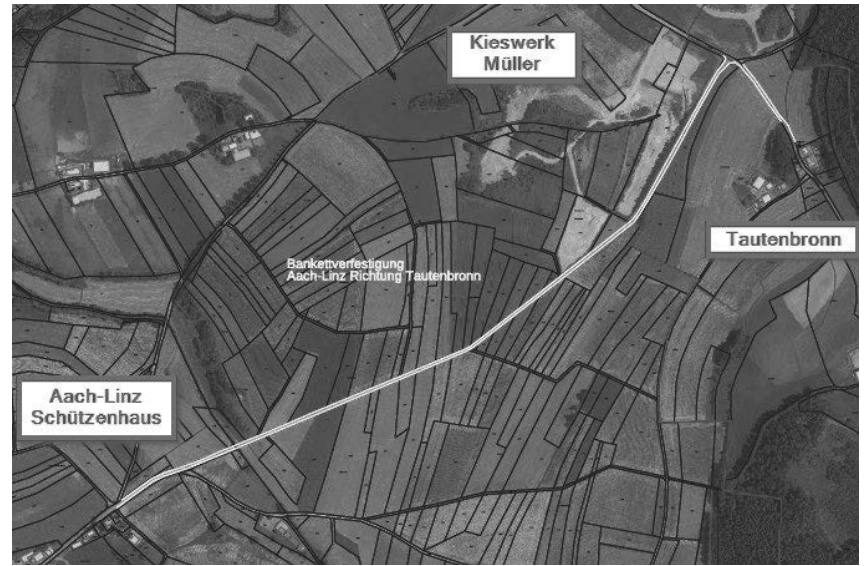 Kieswerk
Müller
Tautenbronn
Bankettverfestigung
Aach-Linz Richtung Tautenbronn
Aach-Linz
Schützenhaus